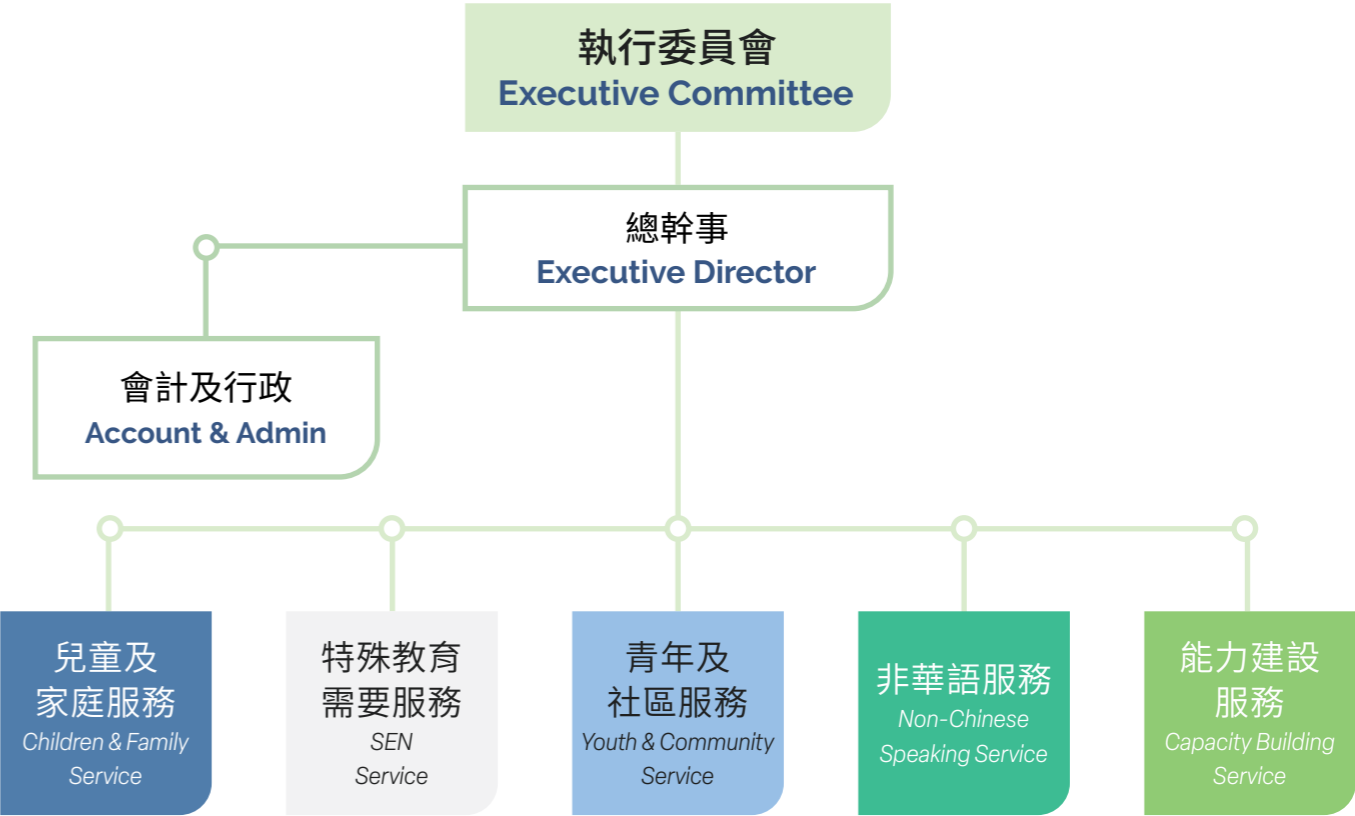 執行委員會
Executive Committee
總幹事
Executive Director
會計及行政
Account & Admin
兒童及
家庭服務
Children & Family
Service
特殊教育
需要服務
SEN
Service
青年及
社區服務
Youth & Community
Service
非華語服務
Non-Chinese
Speaking Service
能力建設
服務
Capacity Building
Service